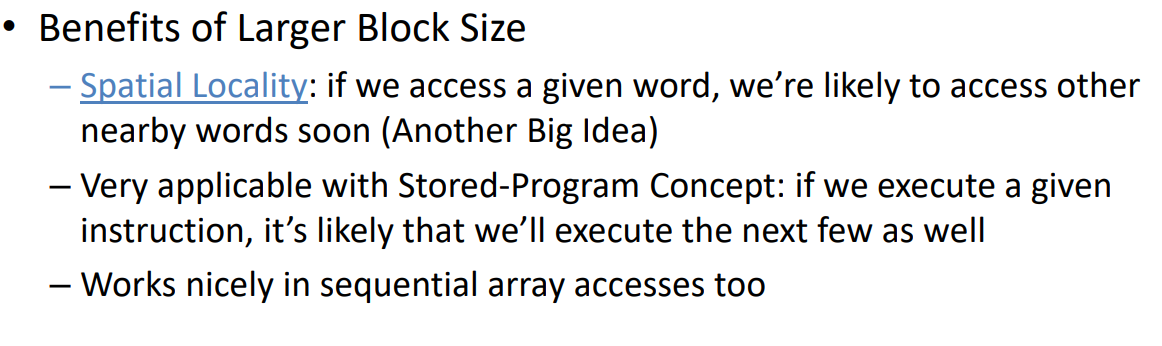 • Benefits of Larger Block Size
– Spatial Locality: if we access a given word, we're likely to access other
nearby words soon (Another Big Idea)
– Very applicable with Stored-Program Concept: if we execute a given
instruction, it's likely that we'll execute the next few as well
– Works nicely in sequential array accesses too